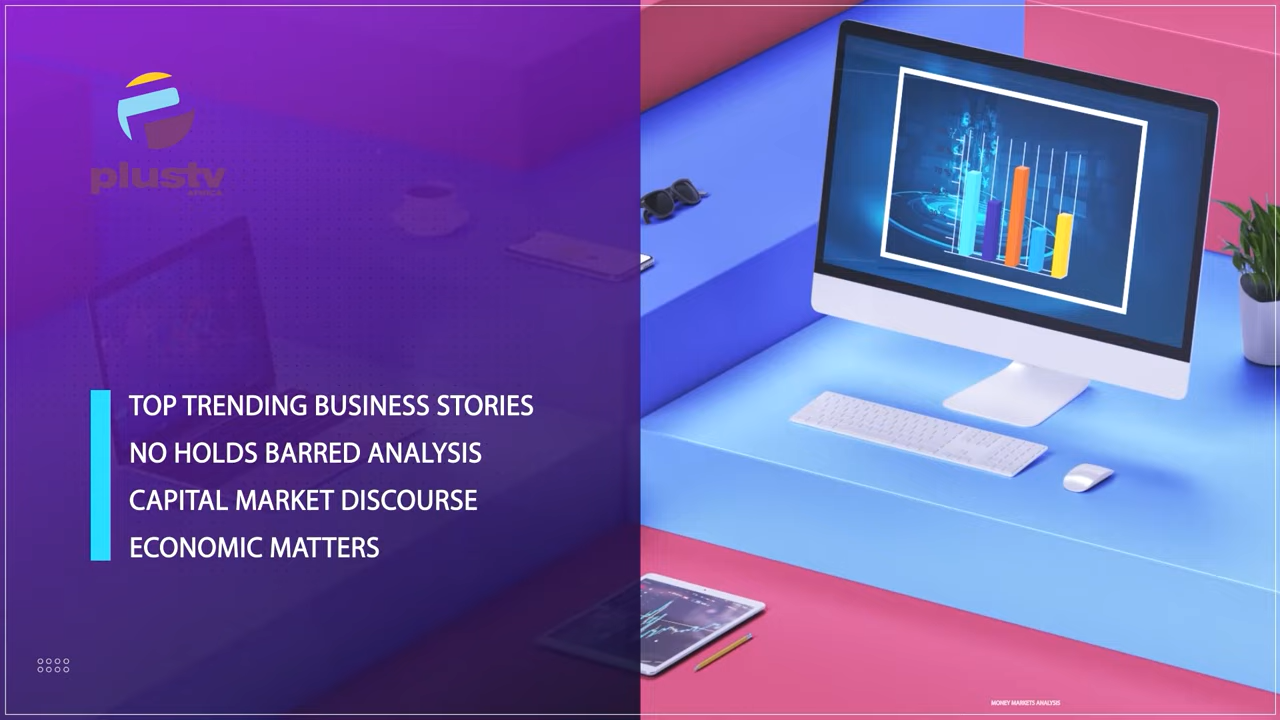 plustv
AFRICA
TOP TRENDING BUSINESS STORIES
NO HOLDS BARRED ANALYSIS
CAPITAL MARKET DISCOURSE
ECONOMIC MATTERS
MONEY MARKETS ANALYSIS